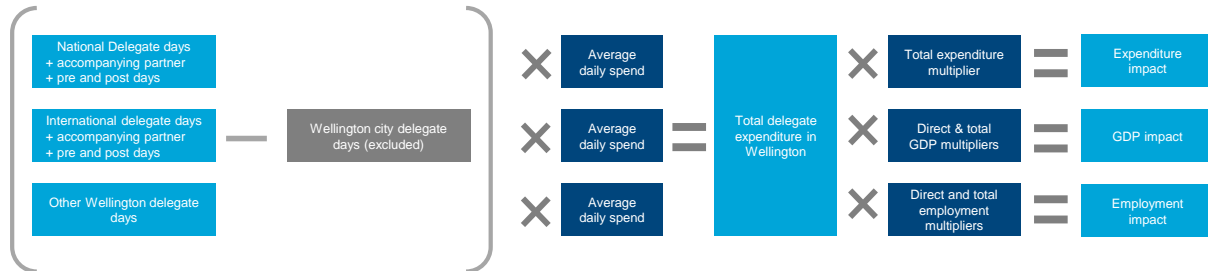 National Delegate days
+ accompanying partner
+ pre and post days
International delegate days
+ accompanying partner
+ pre and post days
Other Wellington delegate
days
Wellington city delegate
days (excluded)
Average
daily spend
Average
daily spend
Average
daily spend
Total delegate
expenditure in
Wellington
Total expenditure
multiplier
Direct & total
GDP multipliers
Direct and total
employment
multipliers
Expenditure
impact
GDP impact
Employment
impact